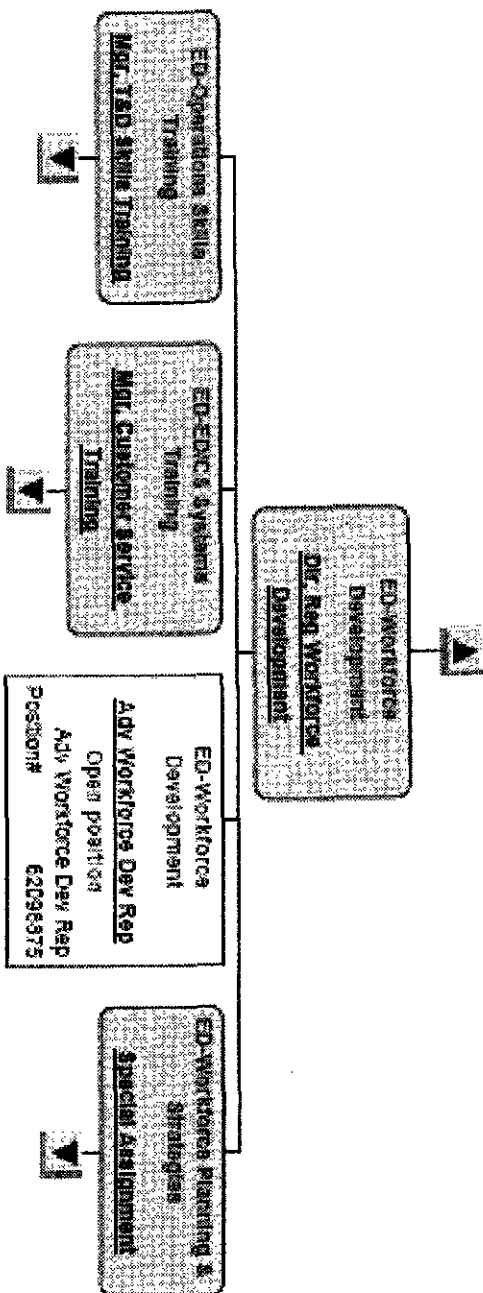 ED-Workforce
Development
Dir, Reg Workforce
Development
ED-Operations Skills
Training
Mgr, T&D Skills Training
ED-ED/CS Systems
Training
Mgr, Customer Service
Training
ED-Workforce
Development
Adv Workforce Dev Rep
Open position
Adv Workforce Dev Rep
Position#
ED-Workforce Planning &
Strategies
Special Assignment